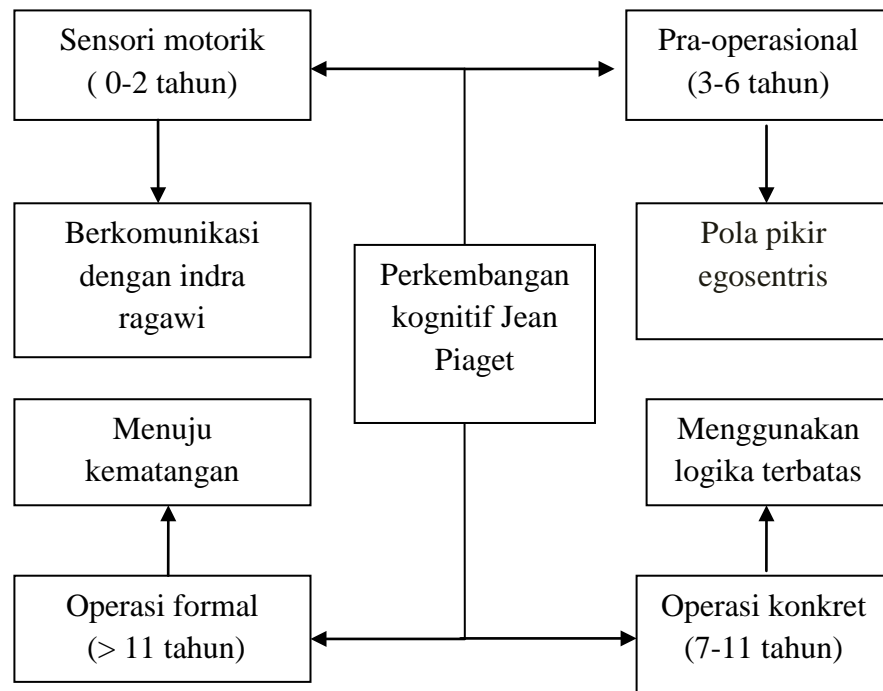 Sensori motorik
( 0-2 tahun)
Pra-operasional
(3-6 tahun)
Berkomunikasi
dengan indra
ragawi
Pola pikir
egosentris
Perkembangan
kognitif Jean
Piaget
Menuju
kematangan
Menggunakan
logika terbatas
Operasi formal
(> 11 tahun)
Operasi konkret
(7-11 tahun)